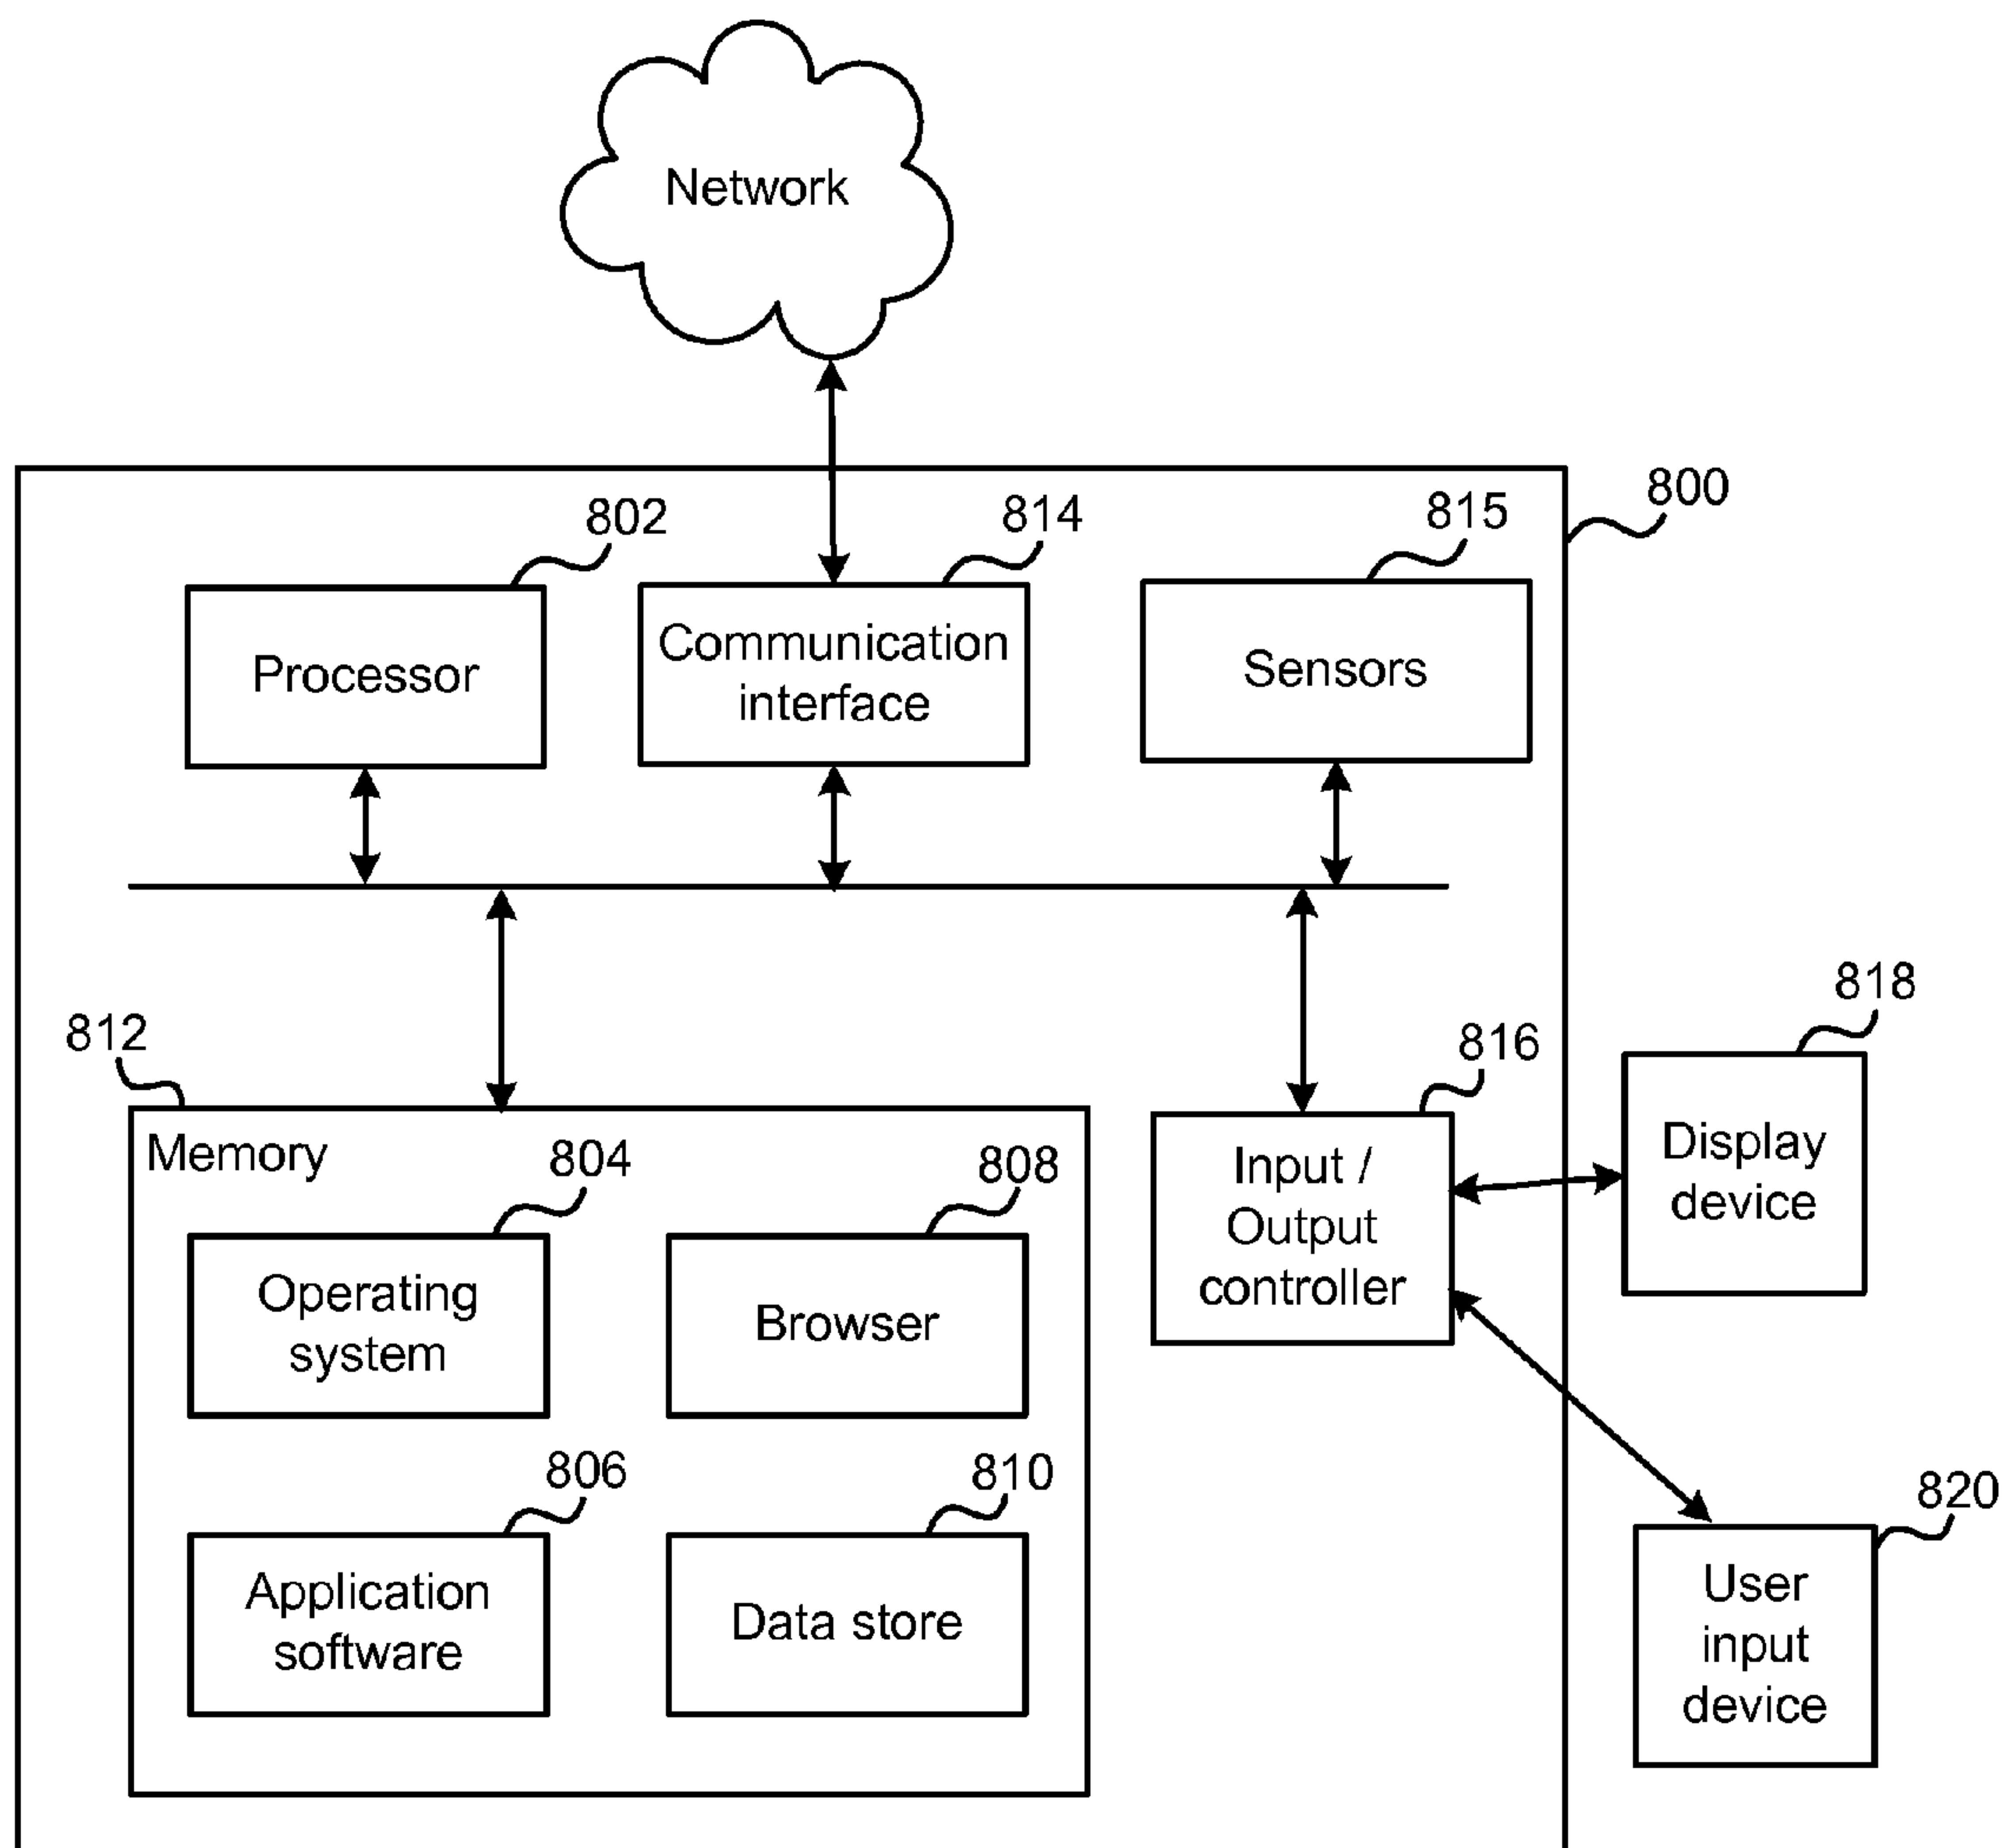 Network
800
802
814
815
Processor
Communication
interface
Sensors
812
816
818
Memory
804
808
Operating
system
Browser
Input /
Output
controller
Display
device
806
810
820
Application
software
Data store
User
input
device